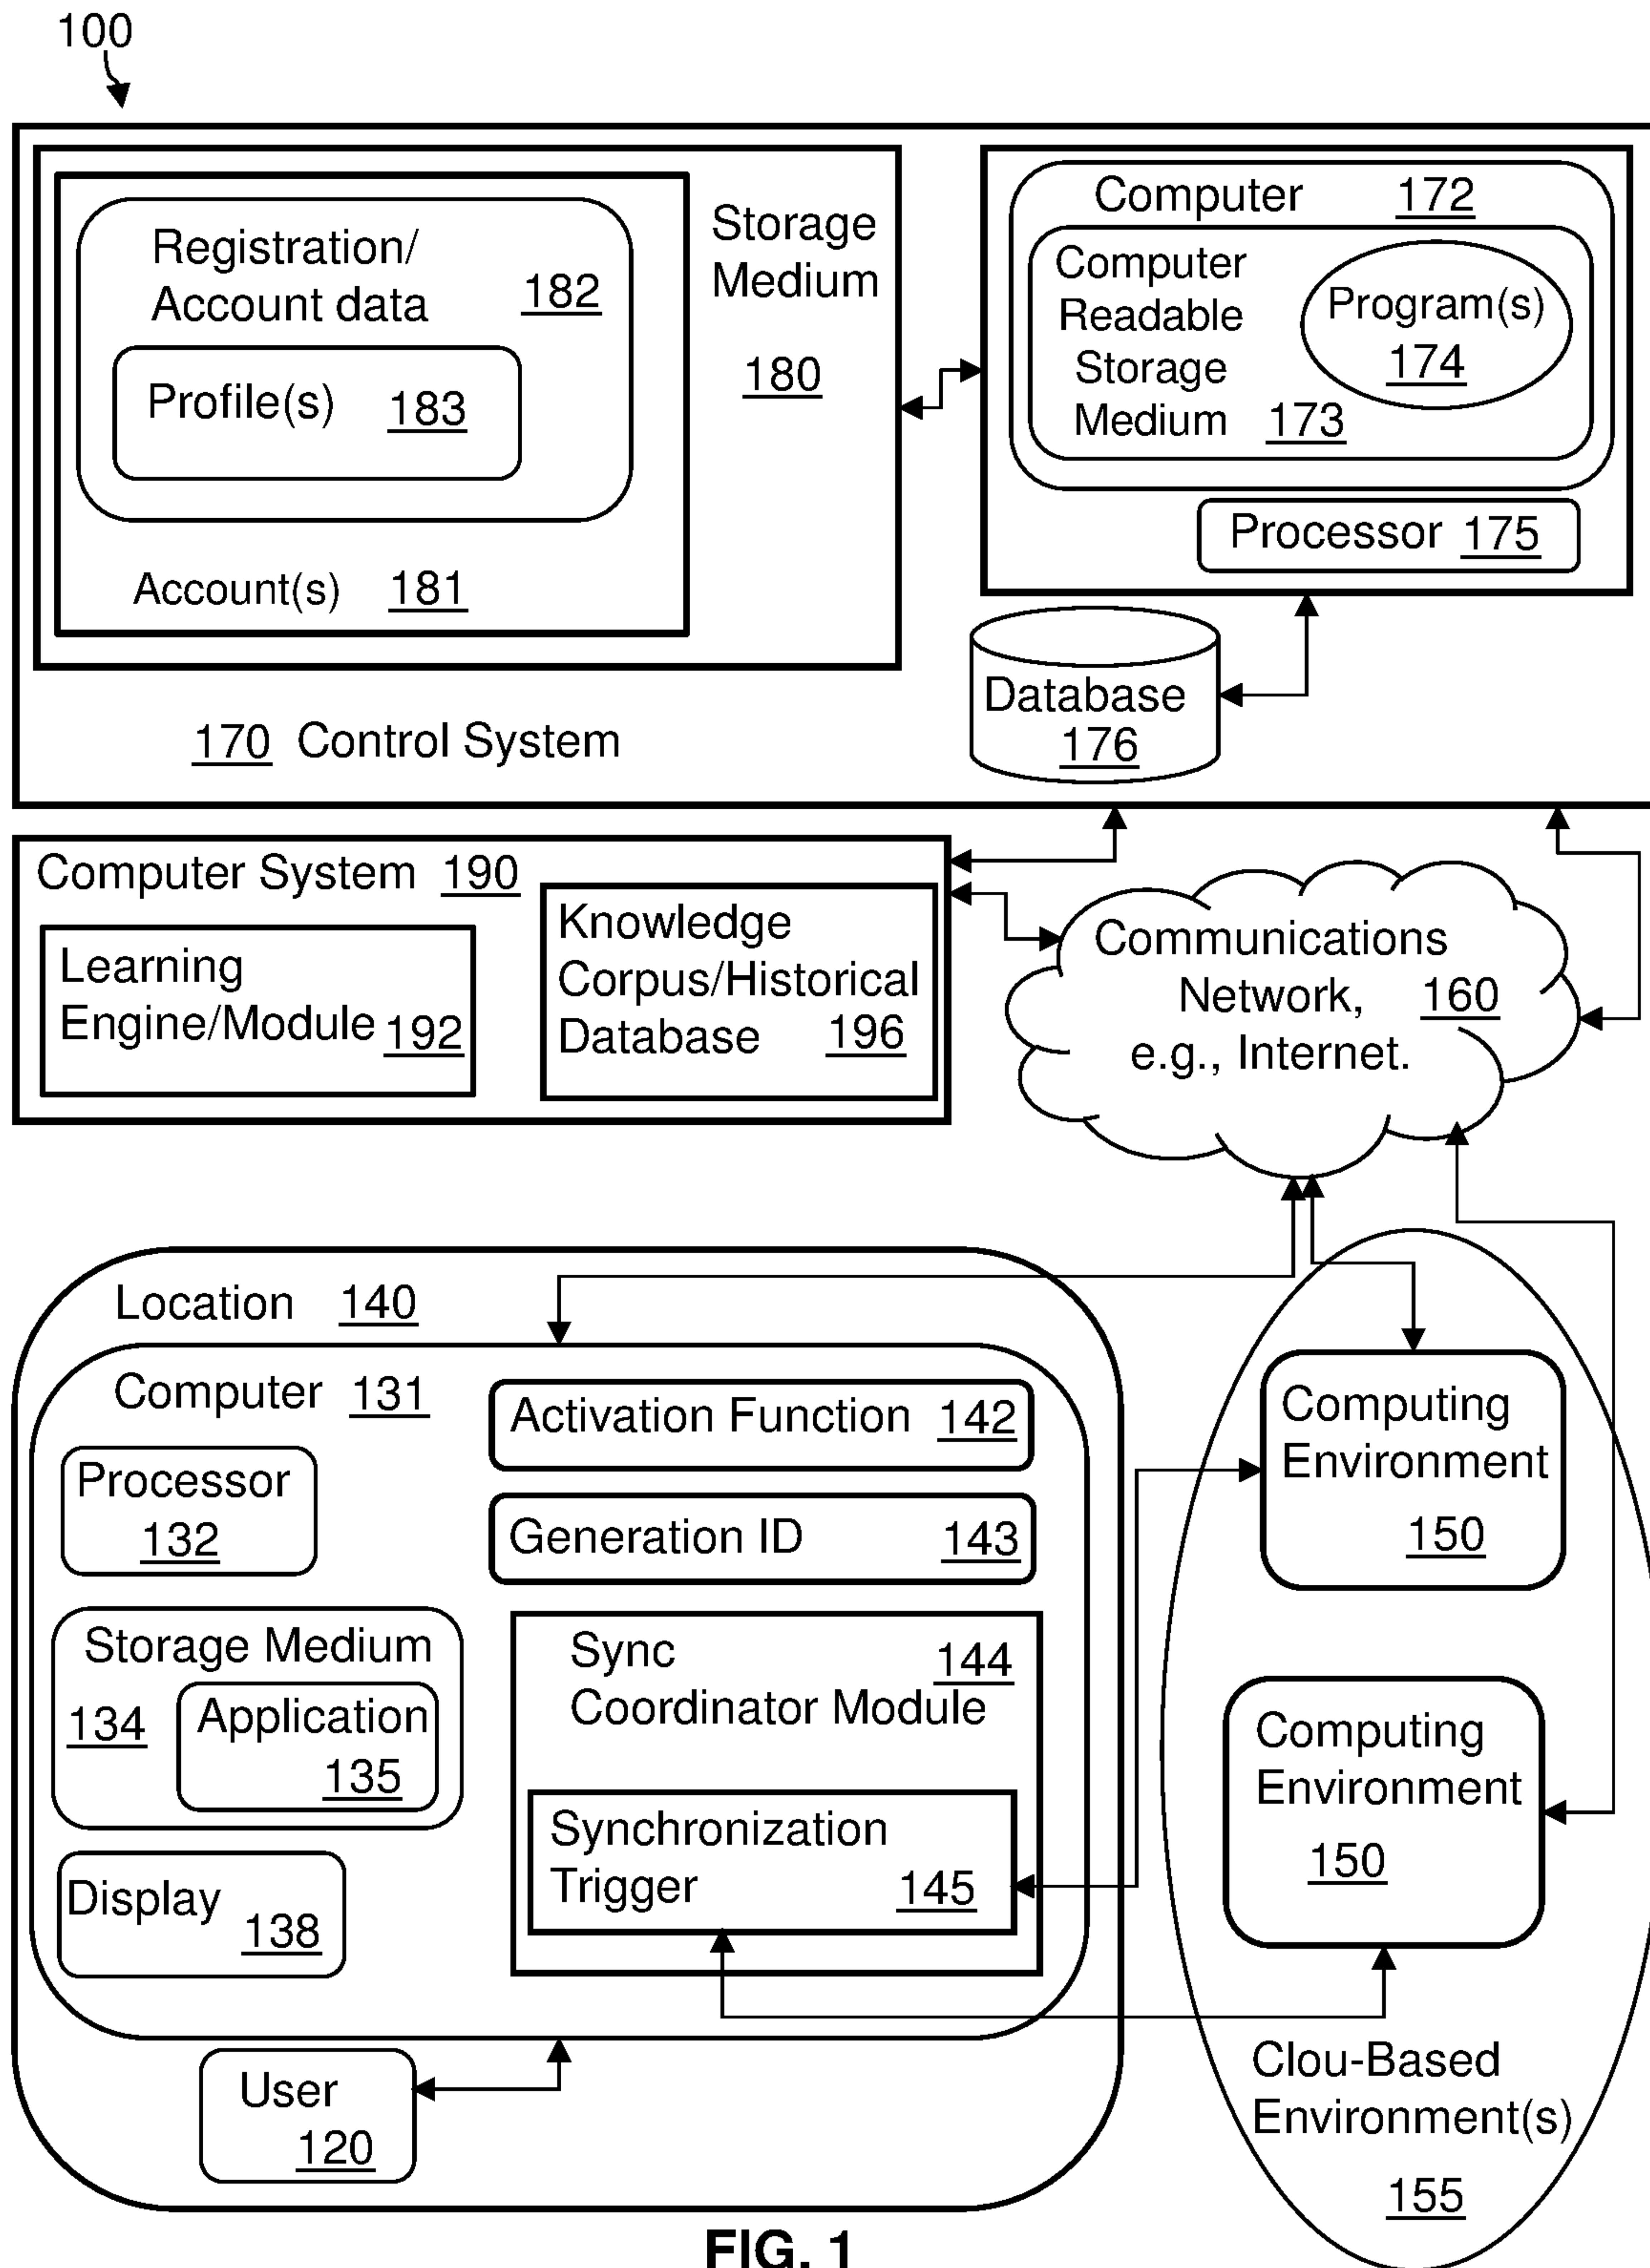 100
Registration/
Account data 182
Profile(s) 183
Account(s) 181
Storage
Medium
180
170 Control System
Computer 172
Computer
Readable
Storage
Medium 173
Program(s)
174
Processor 175
Database
176
Computer System 190
Learning
Engine/Module 192
Knowledge
Corpus/Historical
Database 196
Communications
Network, 160
e.g., Internet.
Location 140
Computer 131
Processor
132
Storage Medium
134
Application
135
Display
138
Activation Function 142
Generation ID 143
Sync 144
Coordinator Module
Synchronization
Trigger 145
User
120
Computing
Environment
150
Computing
Environment
150
Clou-Based
Environment(s)
155
FIG. 1